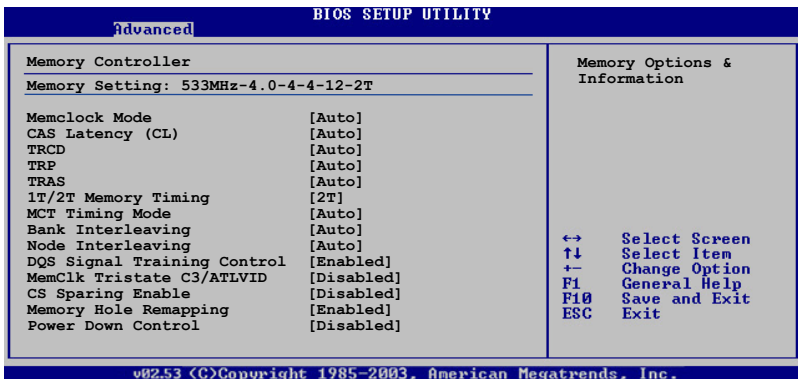 BIOS SETUP UTILITY
Advanced
Memory Controller
Memory Setting: 533MHz-4.0-4-4-12-2T
Memclock Mode [Auto]
CAS Latency (CL) [Auto]
TRCD [Auto]
TRP [Auto]
TRAS [Auto]
1T/2T Memory Timing [2T]
MCT Timing Mode [Auto]
Bank Interleaving [Auto]
Node Interleaving [Auto]
DQS Signal Training Control [Enabled]
MemClk Tristate C3/ATLVID [Disabled]
CS Sparing Enable [Disabled]
Memory Hole Remapping [Enabled]
Power Down Control [Disabled]
Memory Options &
Information
←→ Select Screen
↑↓ Select Item
+- Change Option
F1 General Help
F10 Save and Exit
ESC Exit
v02.53 (C)Copyright 1985-2003, American Megatrends, Inc.